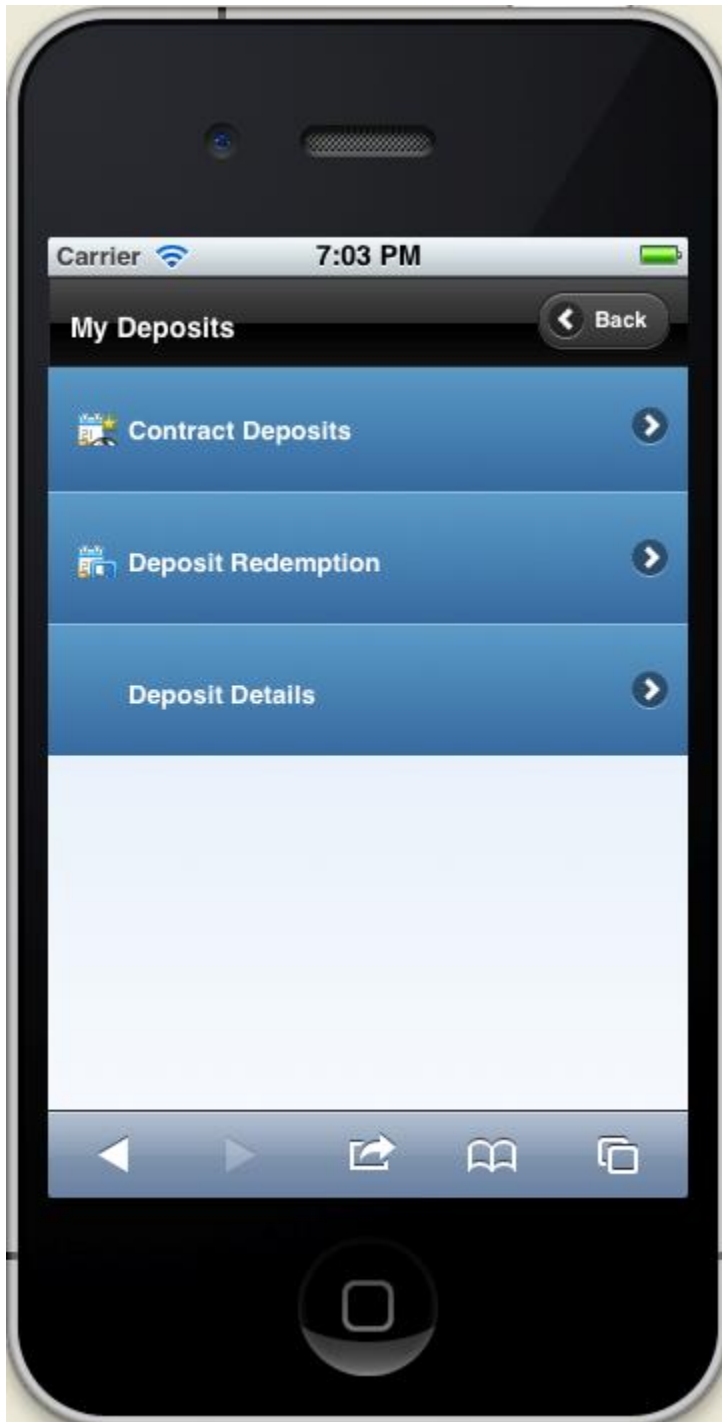 Carrier 7:03 PM
My Deposits Back
Contract Deposits
Deposit Redemption
Deposit Details